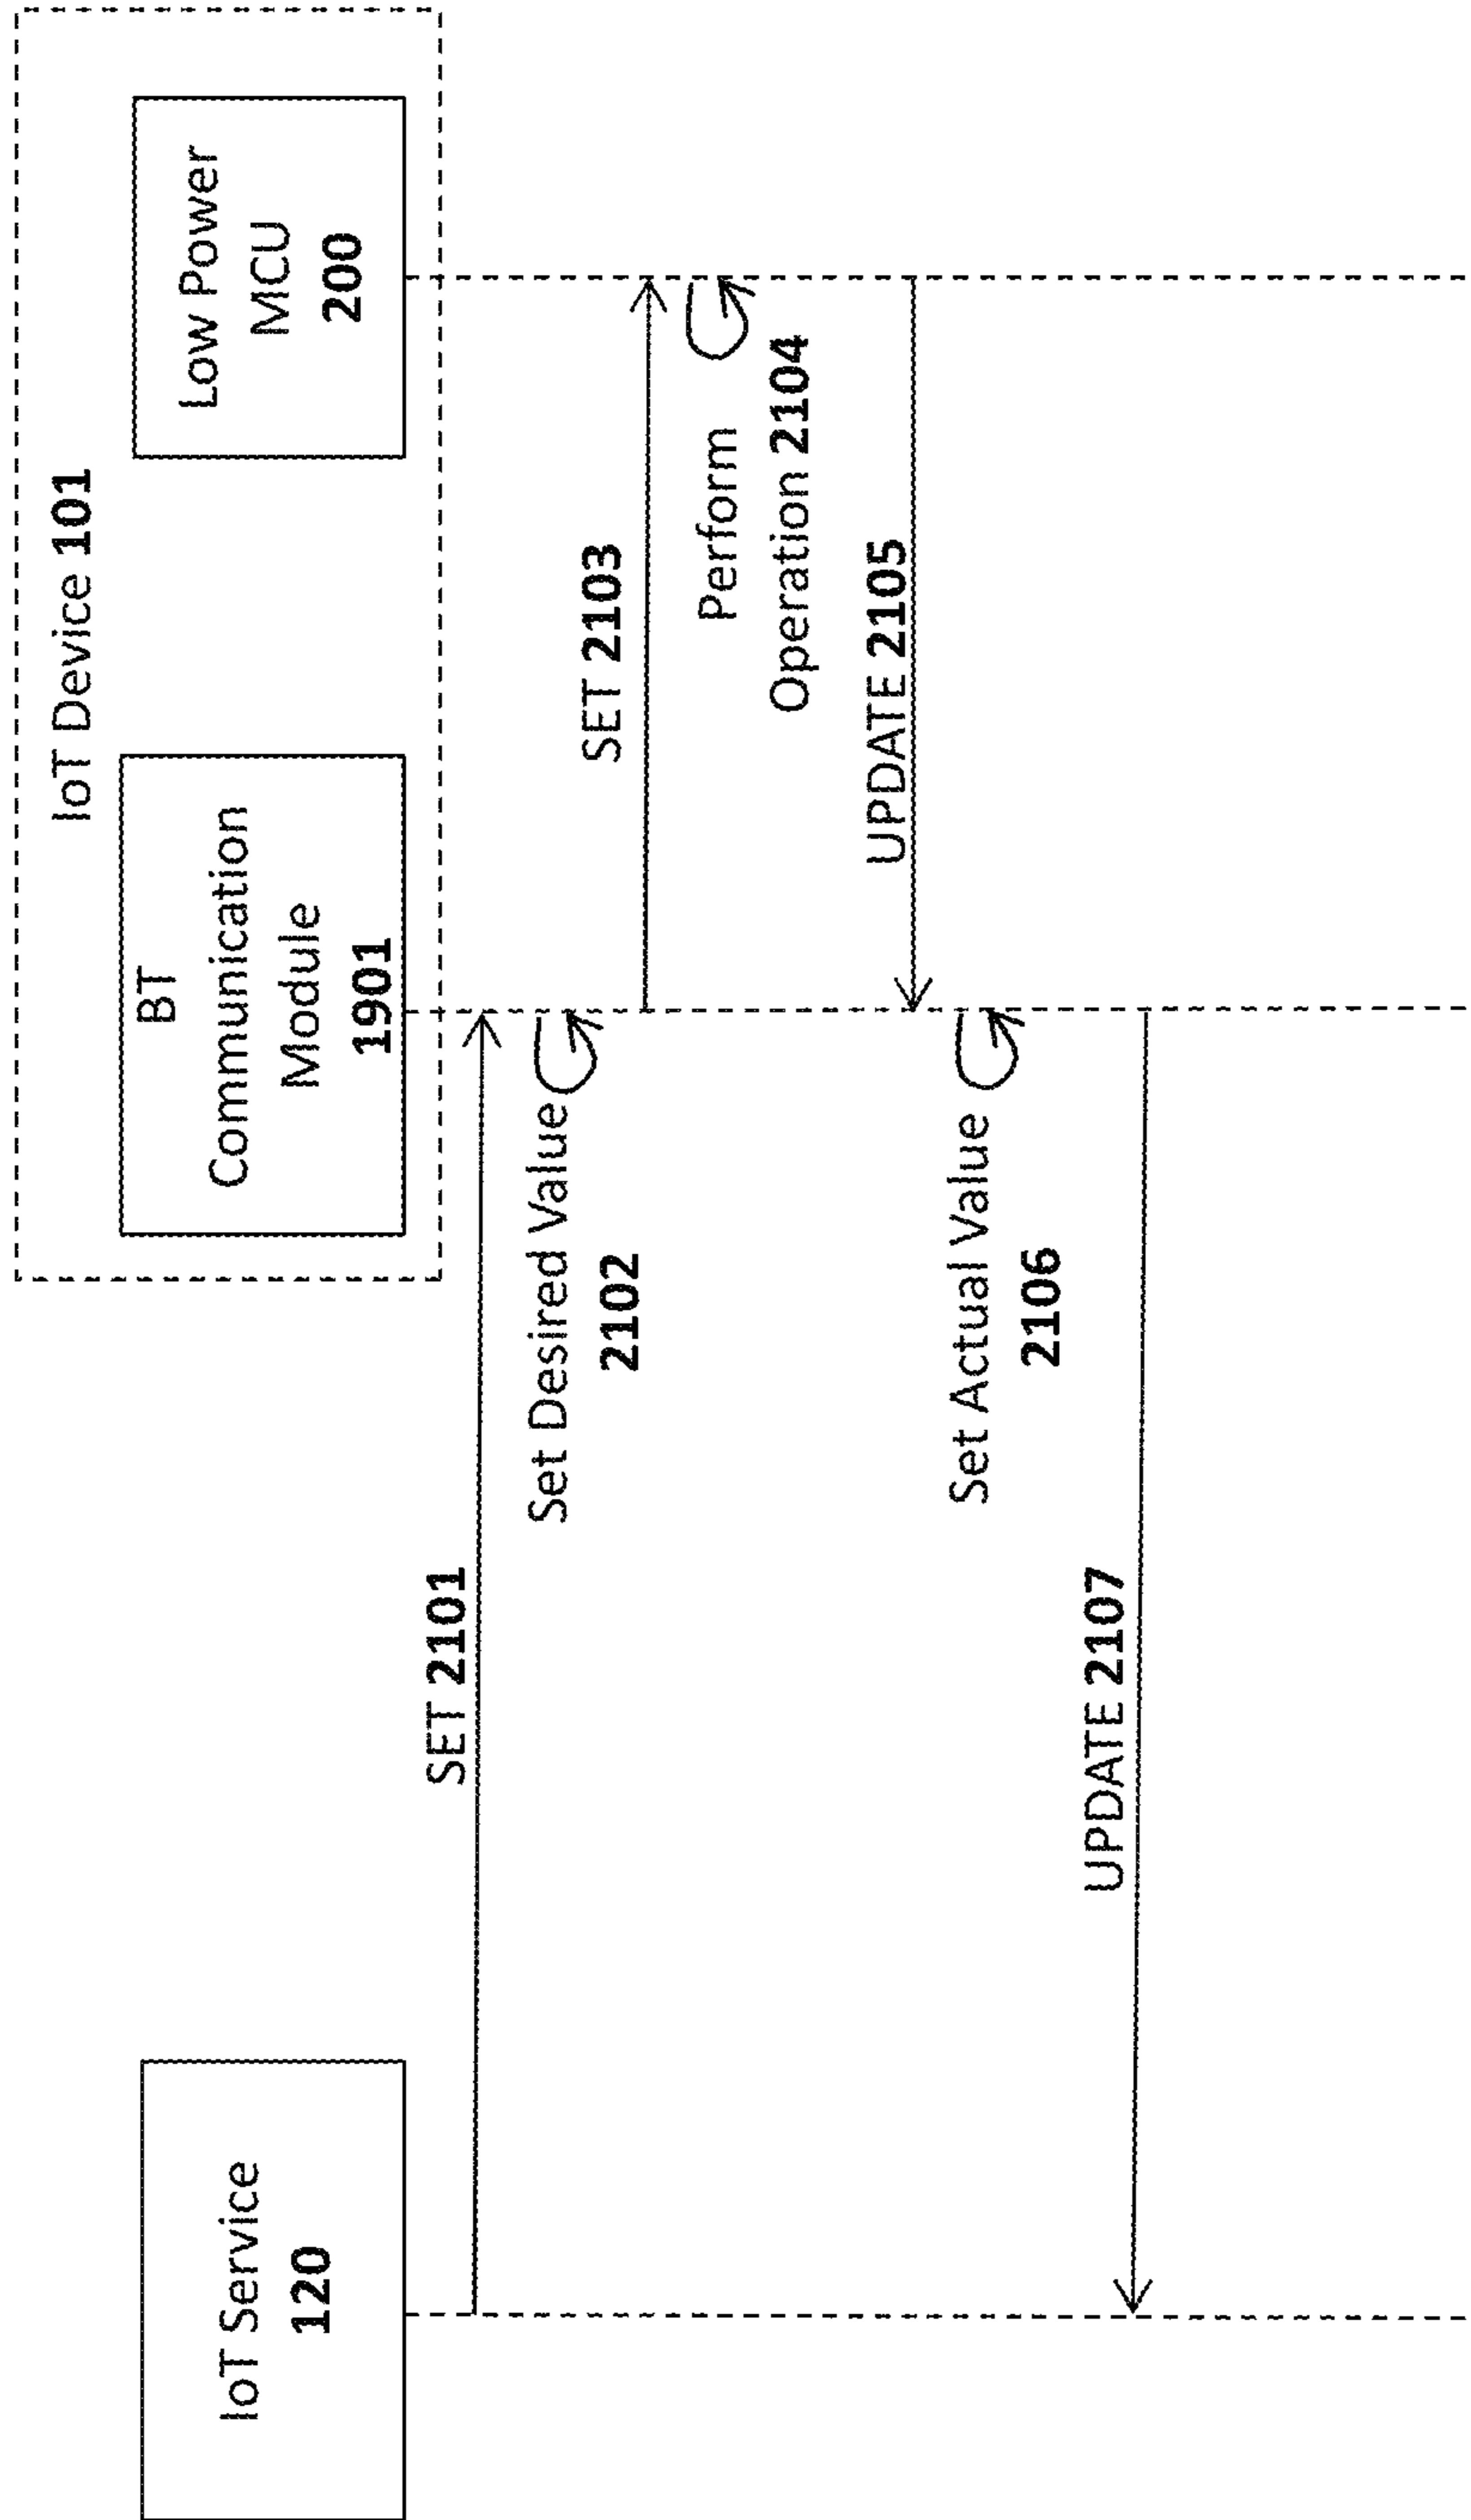 IoT Device 101
IoT Service
120
BT
Communication
Module
1901
Low Power
MCU
200
SET 2101
Set Desired Value
2102
SET 2103
Perform
Operation 2104
UPDATE 2105
Set Actual Value
2106
UPDATE 2107